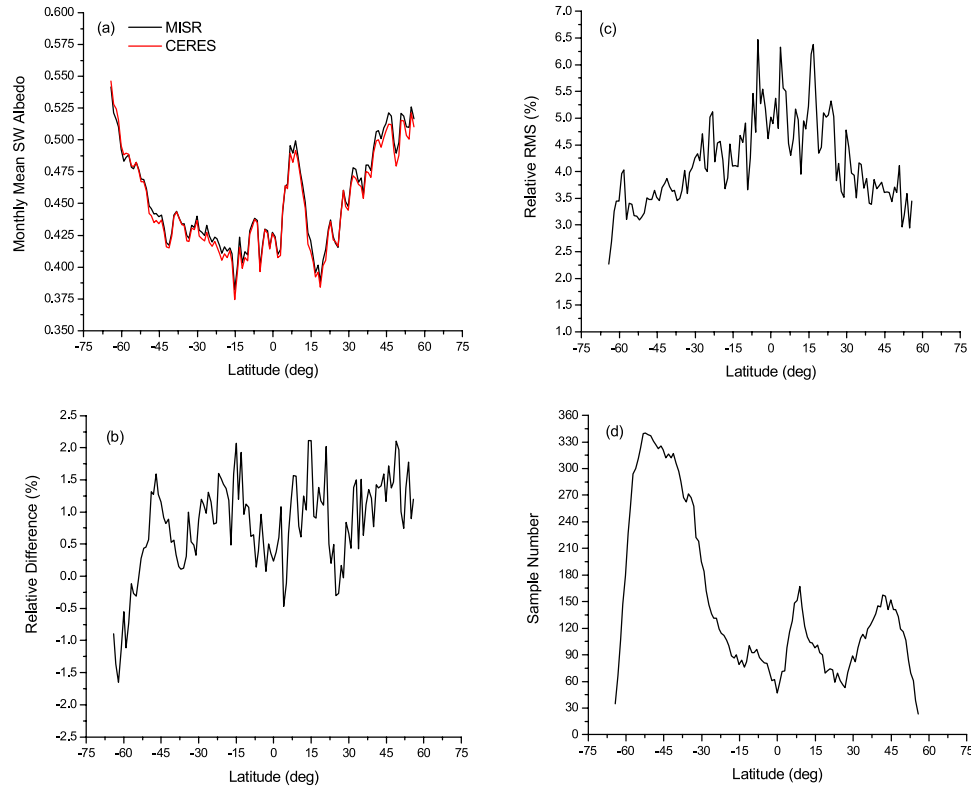 (a)
MISR
CERES
0.600
0.575
0.550
0.525
0.500
0.475
0.450
0.425
0.400
0.375
0.350
Monthly Mean SW Albedo
-75 -60 -45 -30 -15 0 15 30 45 60 75
Latitude (deg)
(c)
6.5
6.0
5.5
5.0
4.5
4.0
3.5
3.0
2.5
2.0
1.5
1.0
Relative RMS (%)
-75 -60 -45 -30 -15 0 15 30 45 60 75
Latitude (deg)
(b)
2.5
2.0
1.5
1.0
0.5
0.0
-0.5
-1.0
-1.5
-2.0
-2.5
Relative Difference (%)
-75 -60 -45 -30 -15 0 15 30 45 60 75
Latitude (deg)
(d)
360
330
300
270
240
210
180
150
120
90
60
30
0
Sample Number
-75 -60 -45 -30 -15 0 15 30 45 60 75
Latitude (deg)